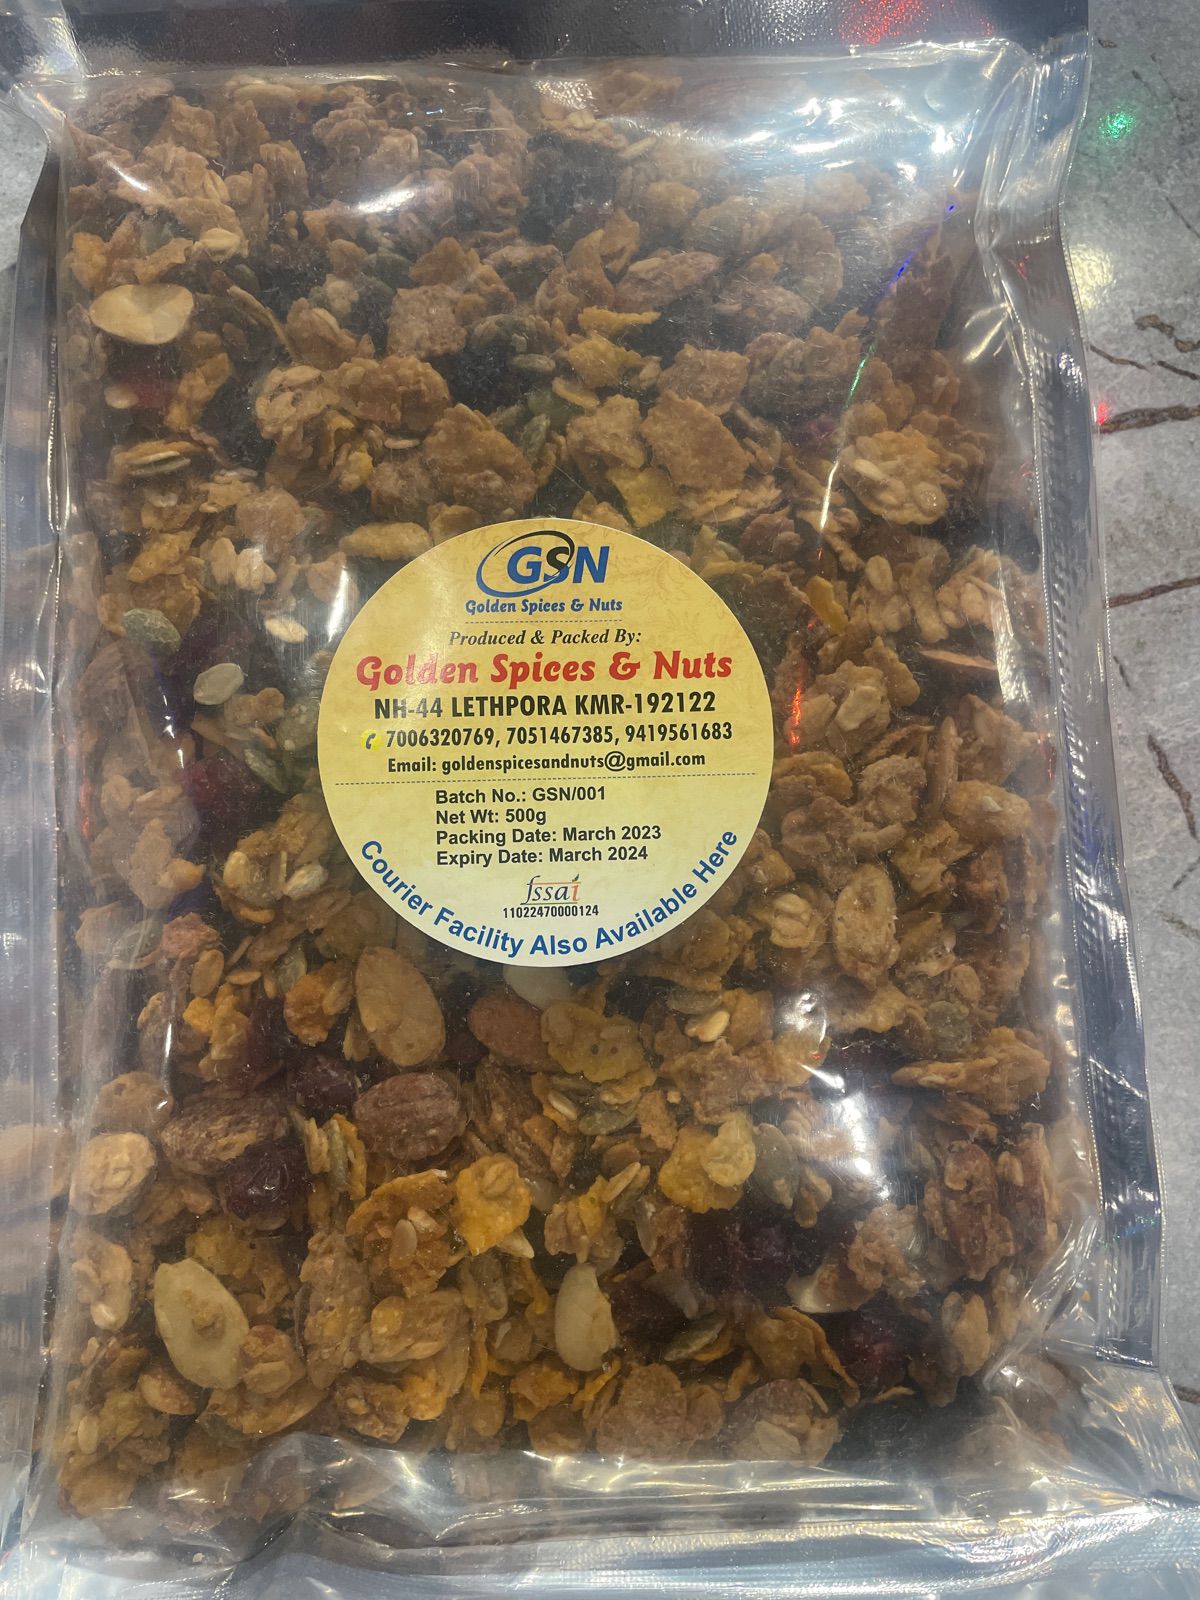 GSN
Golden Spices & Nuts
Produced & Packed By:
Golden Spices & Nuts
NH-44 LETHPORA KMR-192122
7006320769, 7051467385, 9419561683
Email: goldenspicesandnuts@gmail.com
Batch No.: GSN/001
Net Wt: 500g
Packing Date: March 2023
Expiry Date: March 2024
fssai
11022470000124
Courier Facility Also Available Here